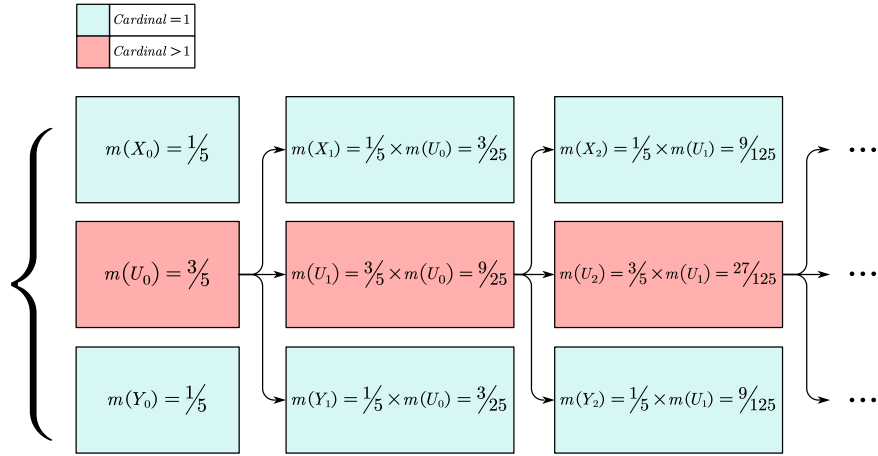 Cardinal = 1
Cardinal > 1
m(X₀) = 1/5
m(X₁) = 1/5 × m(U₀) = 3/25
m(X₂) = 1/5 × m(U₁) = 9/125
...
m(U₀) = 3/5
m(U₁) = 3/5 × m(U₀) = 9/25
m(U₂) = 3/5 × m(U₁) = 27/125
...
m(Y₀) = 1/5
m(Y₁) = 1/5 × m(U₀) = 3/25
m(Y₂) = 1/5 × m(U₁) = 9/125
...